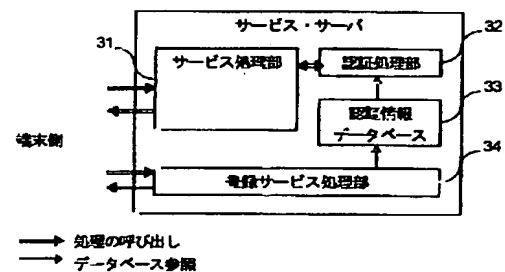 サービス・サーバ
31
32
サービス処理部
認証処理部
33
認証情報
データベース
端末側
34
登録サービス処理部
処理の呼び出し
データベース参照